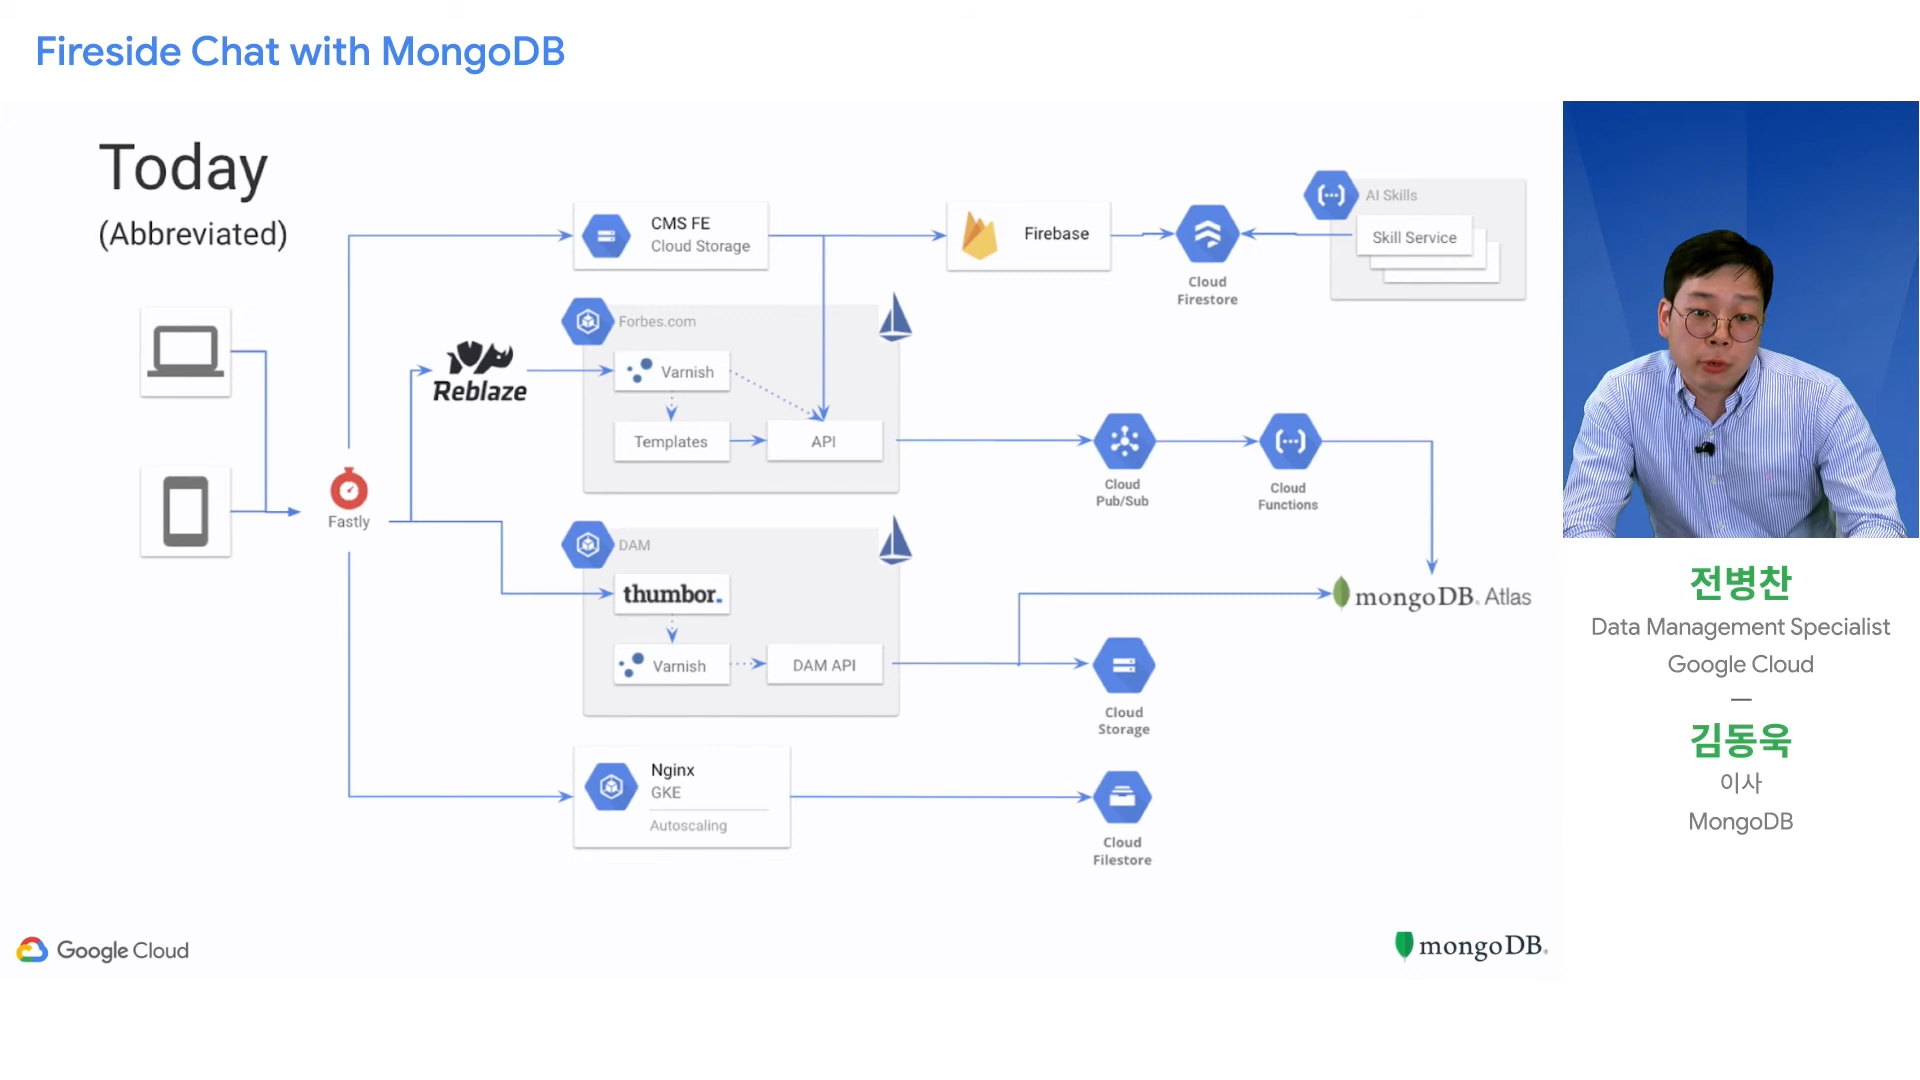 Fireside Chat with MongoDB
Today
(Abbreviated)
CMS FE
Cloud Storage
Firebase
Cloud
Firestore
AI Skills
Skill Service
Forbes.com
Reblaze
Varnish
Templates
API
Cloud
Pub/Sub
Cloud
Functions
Fastly
DAM
thumbor.
Varnish
DAM API
mongoDB. Atlas
Cloud
Storage
Nginx
GKE
Autoscaling
Cloud
Filestore
전병찬
Data Management Specialist
Google Cloud
—
김동욱
이사
MongoDB
Google Cloud
mongoDB.